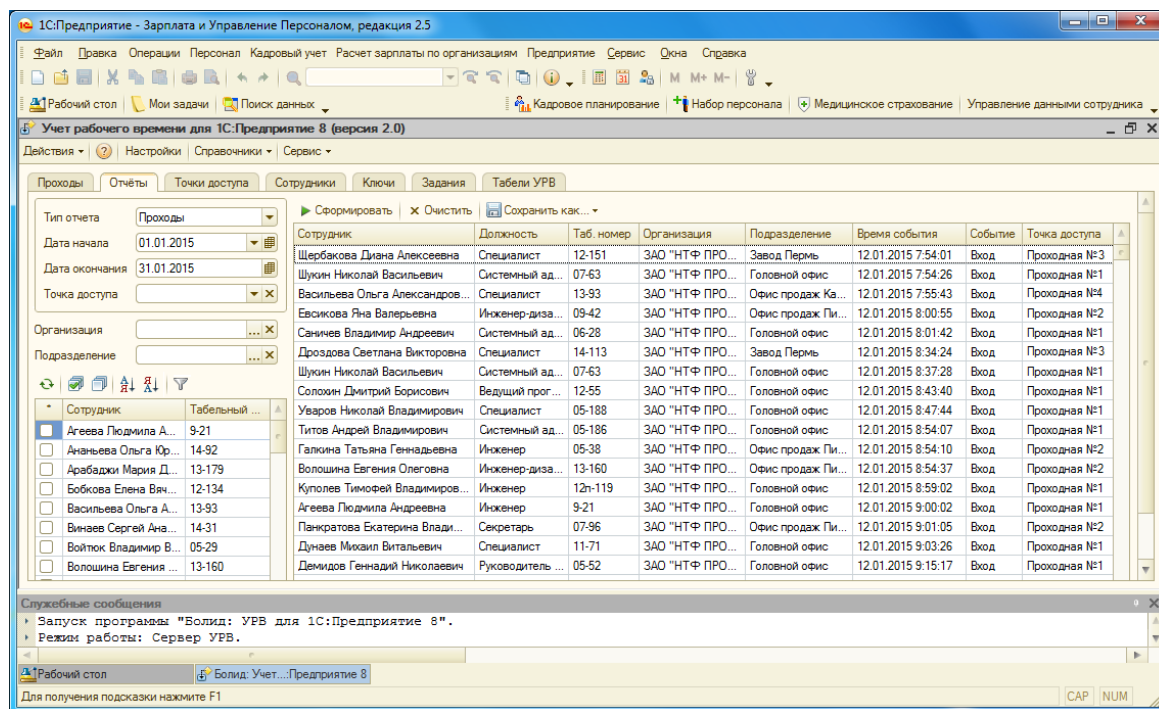 1С:Предприятие - Зарплата и Управление Персоналом, редакция 2.5
Файл Правка Операции Персонал Кадровый учет Расчет зарплаты по организациям Предприятие Сервис Окна Справка
M M+ M-
Рабочий стол Мои задачи Поиск данных Кадровое планирование Набор персонала Медицинское страхование Управление данными сотрудника
Учет рабочего времени для 1С:Предприятие 8 (версия 2.0)
Действия Настройки Справочники Сервис
Проходы Отчёты Точки доступа Сотрудники Ключи Задания Табели УРВ
Тип отчета Проходы
Дата начала 01.01.2015
Дата окончания 31.01.2015
Точка доступа
Организация
Подразделение
* Сотрудник Табельный ...
Агеева Людмила А... 9-21
Ананьева Ольга Юр... 14-92
Арабаджи Мария Д... 13-179
Бобкова Елена Вяч... 12-134
Васильева Ольга А... 13-93
Винаев Сергей Ана... 14-31
Войтюк Владимир В... 05-29
Волошина Евгения ... 13-160
Сформировать Очистить Сохранить как...
Сотрудник Должность Таб. номер Организация Подразделение Время события Событие Точка доступа
Щербакова Диана Алексеевна Специалист 12-151 ЗАО "НТФ ПРО... Завод Пермь 12.01.2015 7:54:01 Вход Проходная №3
Шукин Николай Васильевич Системный ад... 07-63 ЗАО "НТФ ПРО... Головной офис 12.01.2015 7:54:26 Вход Проходная №1
Васильева Ольга Александров... Специалист 13-93 ЗАО "НТФ ПРО... Офис продаж Ка... 12.01.2015 7:55:43 Вход Проходная №4
Евсикова Яна Валерьевна Инженер-диза... 09-42 ЗАО "НТФ ПРО... Офис продаж Пи... 12.01.2015 8:00:55 Вход Проходная №2
Саничев Владимир Андреевич Системный ад... 06-28 ЗАО "НТФ ПРО... Головной офис 12.01.2015 8:01:42 Вход Проходная №1
Дроздова Светлана Викторовна Специалист 14-113 ЗАО "НТФ ПРО... Завод Пермь 12.01.2015 8:34:24 Вход Проходная №3
Шукин Николай Васильевич Системный ад... 07-63 ЗАО "НТФ ПРО... Головной офис 12.01.2015 8:37:28 Вход Проходная №1
Солохин Дмитрий Борисович Ведущий прог... 12-55 ЗАО "НТФ ПРО... Головной офис 12.01.2015 8:43:40 Вход Проходная №1
Уваров Николай Владимирович Специалист 05-188 ЗАО "НТФ ПРО... Головной офис 12.01.2015 8:47:44 Вход Проходная №1
Титов Андрей Владимирович Системный ад... 05-186 ЗАО "НТФ ПРО... Головной офис 12.01.2015 8:54:07 Вход Проходная №1
Галкина Татьяна Геннадьевна Инженер 05-38 ЗАО "НТФ ПРО... Офис продаж Пи... 12.01.2015 8:54:10 Вход Проходная №2
Волошина Евгения Олеговна Инженер-диза... 13-160 ЗАО "НТФ ПРО... Офис продаж Пи... 12.01.2015 8:54:37 Вход Проходная №2
Куполев Тимофей Владимиров... Инженер 12п-119 ЗАО "НТФ ПРО... Головной офис 12.01.2015 8:59:02 Вход Проходная №1
Агеева Людмила Андреевна Инженер 9-21 ЗАО "НТФ ПРО... Головной офис 12.01.2015 9:00:02 Вход Проходная №1
Панкратова Екатерина Влади... Секретарь 07-96 ЗАО "НТФ ПРО... Офис продаж Пи... 12.01.2015 9:01:05 Вход Проходная №2
Дунаев Михаил Витальевич Специалист 11-71 ЗАО "НТФ ПРО... Головной офис 12.01.2015 9:03:26 Вход Проходная №1
Демидов Геннадий Николаевич Руководитель ... 05-52 ЗАО "НТФ ПРО... Головной офис 12.01.2015 9:15:17 Вход Проходная №1
Служебные сообщения
Запуск программы "Болид: УРВ для 1С:Предприятие 8".
Режим работы: Сервер УРВ.
Рабочий стол Болид: Учет...:Предприятие 8
Для получения подсказки нажмите F1 CAP NUM